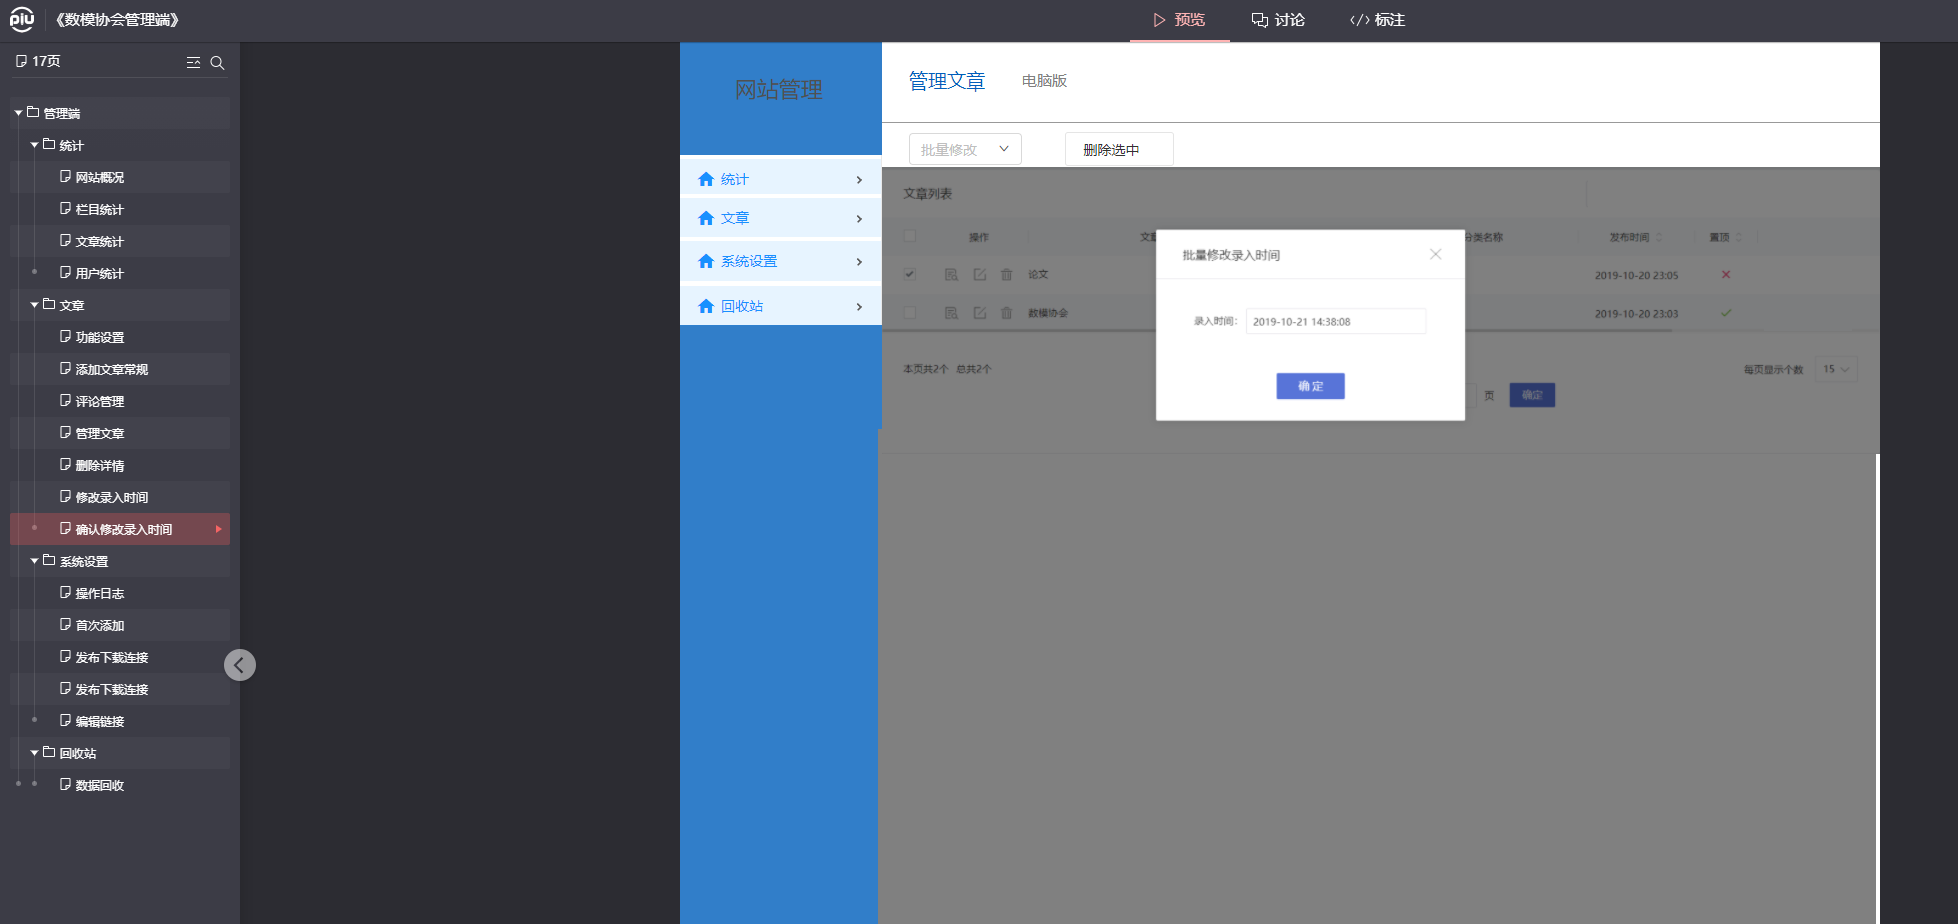 piu 《数模协会管理端》 预览 讨论 </> 标注
17页
管理端
统计
网站概况
栏目统计
文章统计
用户统计
文章
功能设置
添加文章常规
评论管理
管理文章
删除详情
修改录入时间
确认修改录入时间
系统设置
操作日志
首次添加
发布下载连接
发布下载连接
编辑链接
回收站
数据回收
网站管理
统计
文章
系统设置
回收站
管理文章 电脑版
批量修改 删除选中
文章列表
操作 文章 分类名称 发布时间 置顶
论文 2019-10-20 23:05
数模协会 2019-10-20 23:03
本页共2个 总共2个 每页显示个数 15
页 确定
批量修改录入时间
录入时间: 2019-10-21 14:38:08
确定